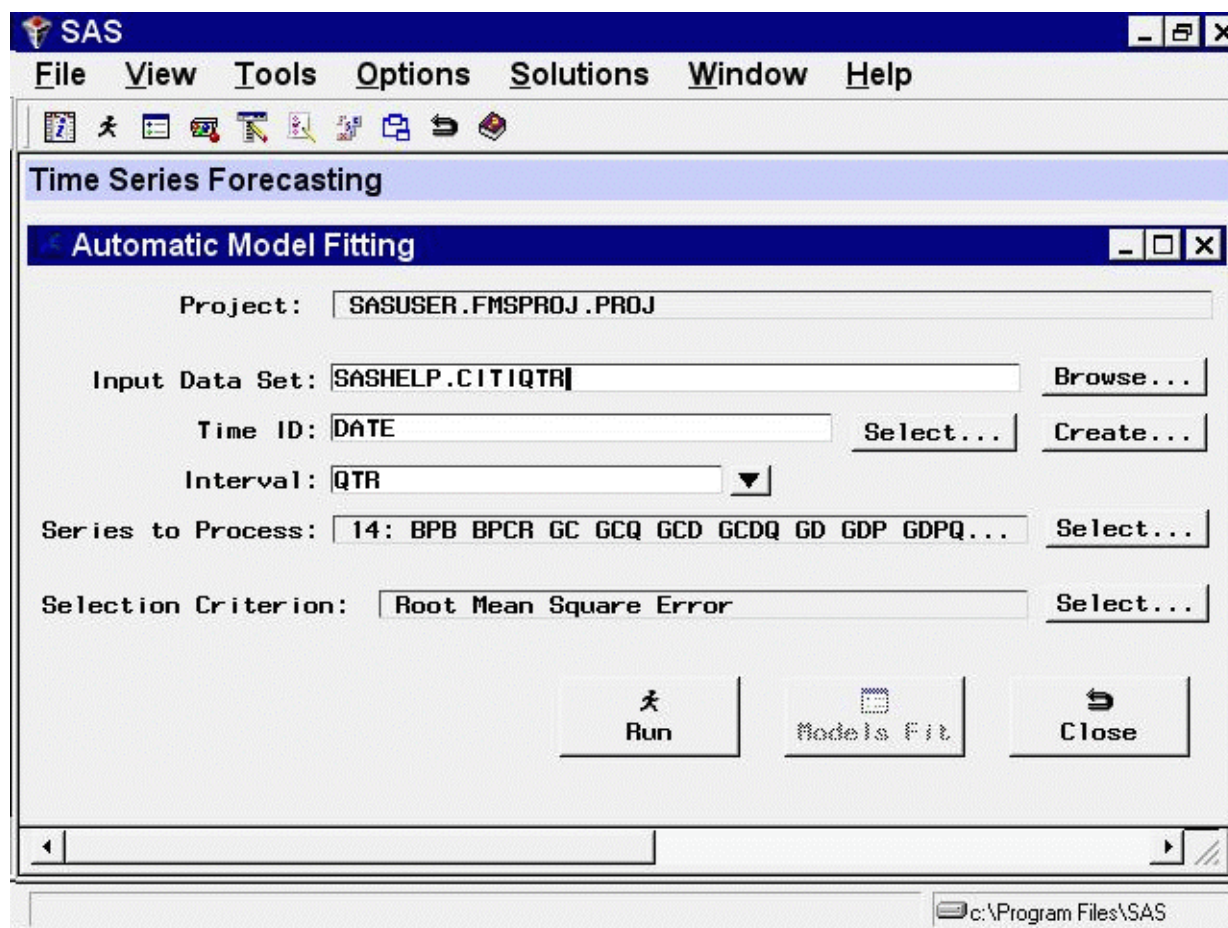 SAS
File View Tools Options Solutions Window Help
Time Series Forecasting
Automatic Model Fitting
Project: SASUSER.FMSPROJ.PROJ
Input Data Set: SASHELP.CITIQTR Browse...
Time ID: DATE Select... Create...
Interval: QTR
Series to Process: 14: BPB BPCR GC GCQ GCD GCDQ GD GDP GDPQ... Select...
Selection Criterion: Root Mean Square Error Select...
Run Models Fit Close
c:\Program Files\SAS